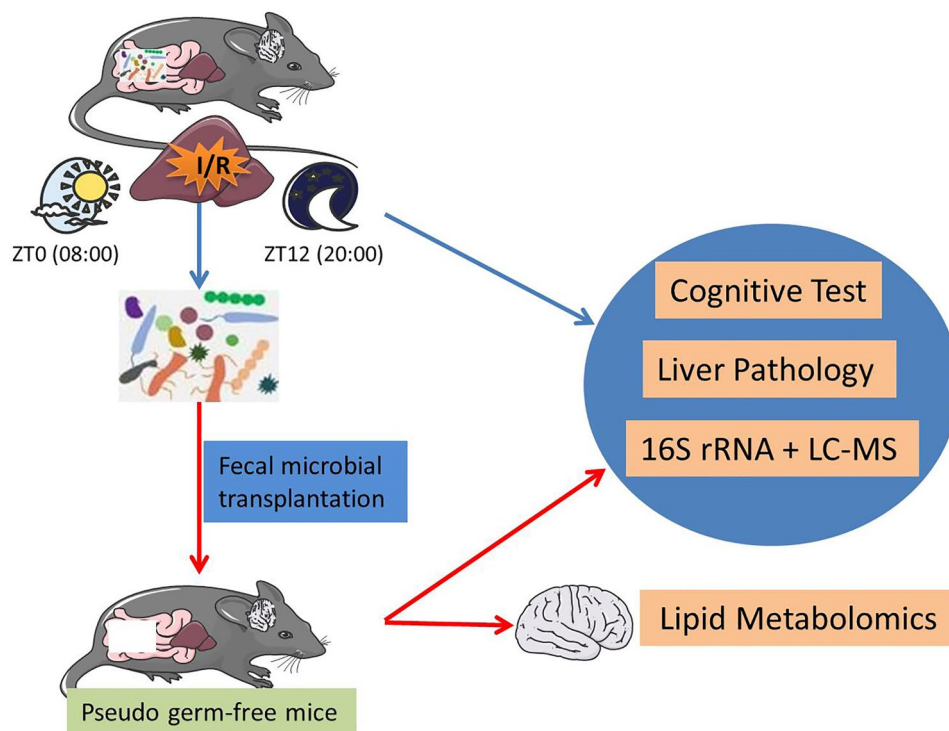 I/R
ZT0 (08:00)
ZT12 (20:00)
Cognitive Test
Liver Pathology
16S rRNA + LC-MS
Fecal microbial
transplantation
Lipid Metabolomics
Pseudo germ-free mice